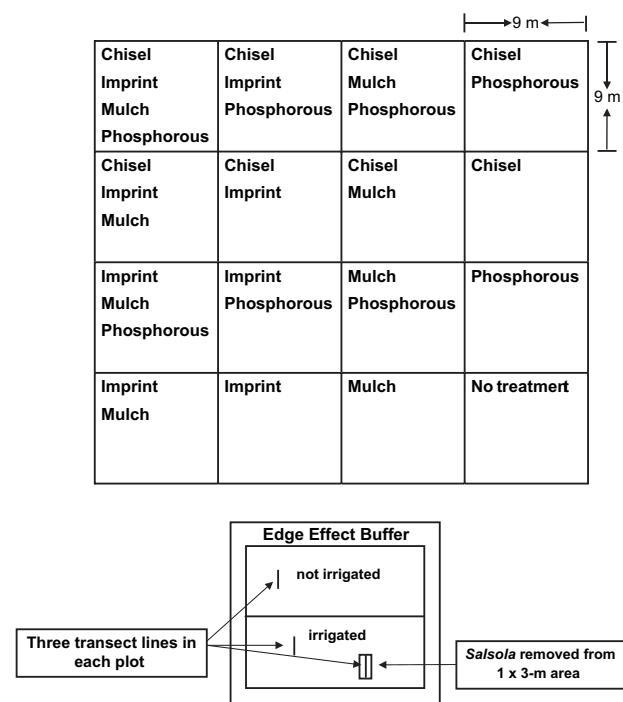 9 m
Chisel
Imprint
Mulch
Phosphorous
Chisel
Imprint
Phosphorous
Chisel
Mulch
Phosphorous
Chisel
Phosphorous
9 m
Chisel
Imprint
Mulch
Chisel
Imprint
Chisel
Mulch
Chisel
Imprint
Mulch
Phosphorous
Imprint
Phosphorous
Mulch
Phosphorous
Phosphorous
Imprint
Mulch
Imprint
Mulch
No treatment
Edge Effect Buffer
not irrigated
irrigated
Three transect lines in
each plot
Salsola removed from
1 x 3-m area